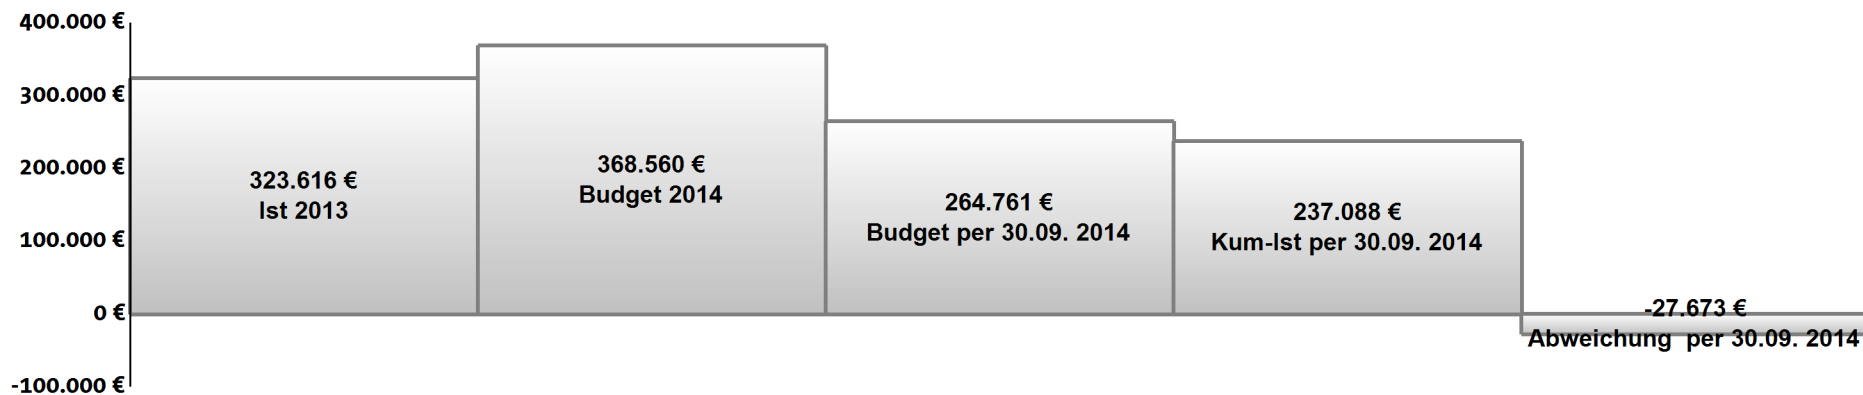 400.000 €
300.000 €
200.000 €
100.000 €
0 €
-100.000 €
323.616 €
Ist 2013
368.560 €
Budget 2014
264.761 €
Budget per 30.09. 2014
237.088 €
Kum-Ist per 30.09. 2014
-27.673 €
Abweichung  per 30.09. 2014